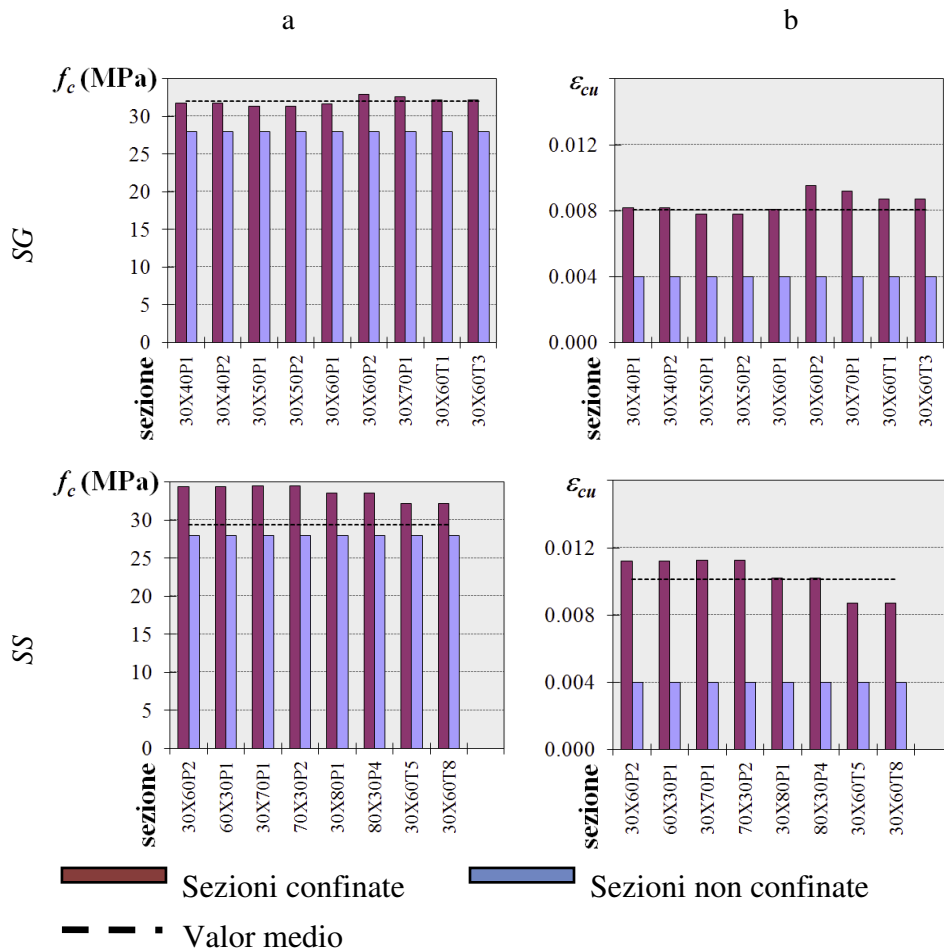 a
b
f_c (MPa)
30
25
20
15
10
5
0
SG
sezione
30X40P1
30X40P2
30X50P1
30X50P2
30X60P1
30X60P2
30X70P1
30X60T1
30X60T3
ε_cu
0.012
0.008
0.004
0.000
sezione
30X40P1
30X40P2
30X50P1
30X50P2
30X60P1
30X60P2
30X70P1
30X60T1
30X60T3
f_c (MPa)
30
25
20
15
10
5
0
SS
sezione
30X60P2
60X30P1
30X70P1
70X30P2
30X80P1
80X30P4
30X60T5
30X60T8
ε_cu
0.012
0.008
0.004
0.000
sezione
30X60P2
60X30P1
30X70P1
70X30P2
30X80P1
80X30P4
30X60T5
30X60T8
Sezioni confinate
Sezioni non confinate
Valor medio